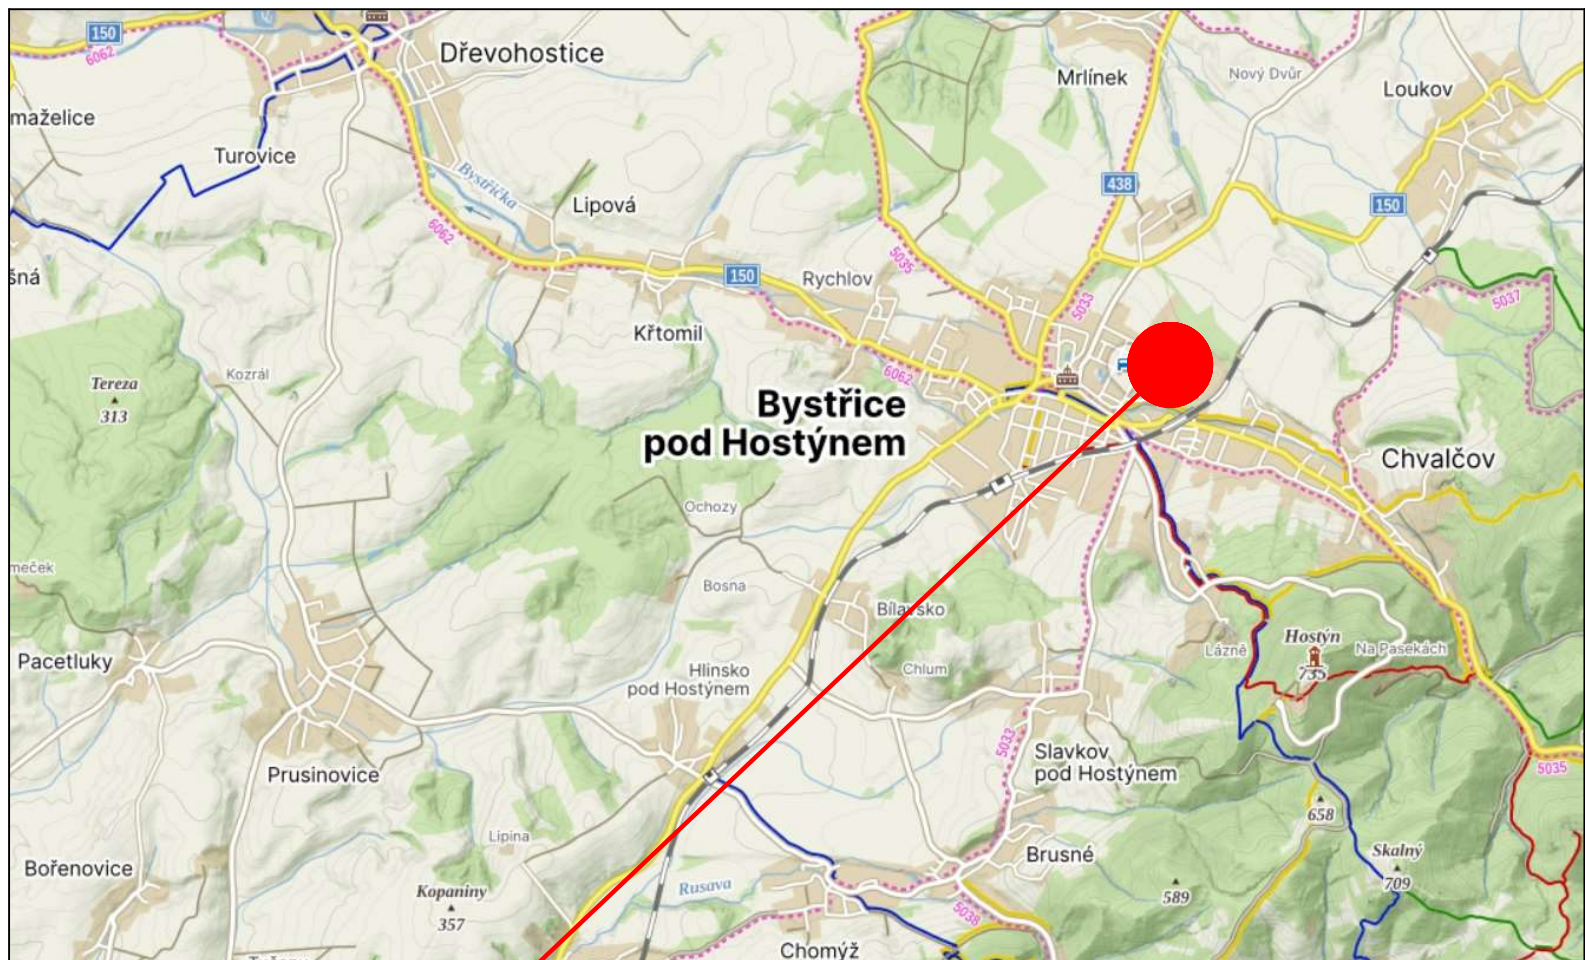 150
6062
Dřevohostice
Mrlínek
Nový Dvůr
Loukov
maželice
Turovice
Bystřička
Lipová
438
150
6062
5035
šná
150
Rychlov
5033
5037
Křtomil
Tereza
313
Kozrál
6062
Bystřice
pod Hostýnem
Chvalčov
Ochozy
meček
Bosna
Bílavsko
Hostýn
735
Lázně
Na Pasekách
Pacetluky
Hlinsko
pod Hostýnem
Chlum
5033
Slavkov
pod Hostýnem
Prusinovice
5035
658
Lipina
Brusné
Skalný
709
Bořenovice
Kopaniny
357
Rusava
589
5038
Chomýž